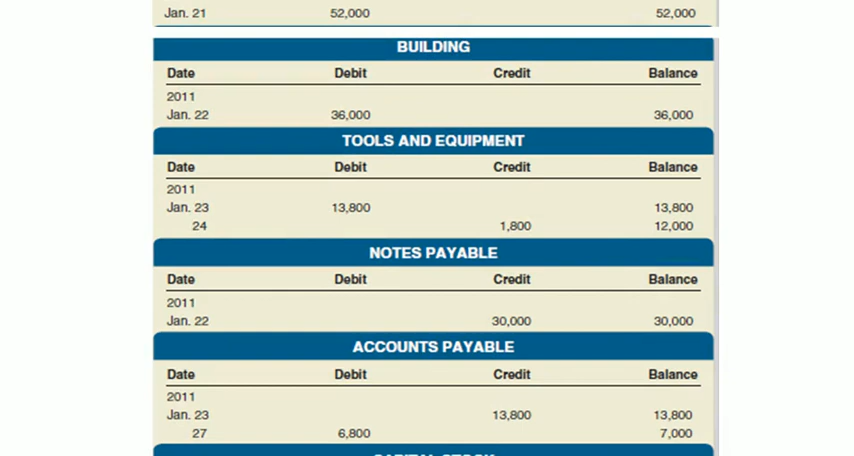 Jan. 21 52,000 52,000
BUILDING
Date Debit Credit Balance
2011
Jan. 22 36,000 36,000
TOOLS AND EQUIPMENT
Date Debit Credit Balance
2011
Jan. 23 13,800 13,800
24 1,800 12,000
NOTES PAYABLE
Date Debit Credit Balance
2011
Jan. 22 30,000 30,000
ACCOUNTS PAYABLE
Date Debit Credit Balance
2011
Jan. 23 13,800 13,800
27 6,800 7,000